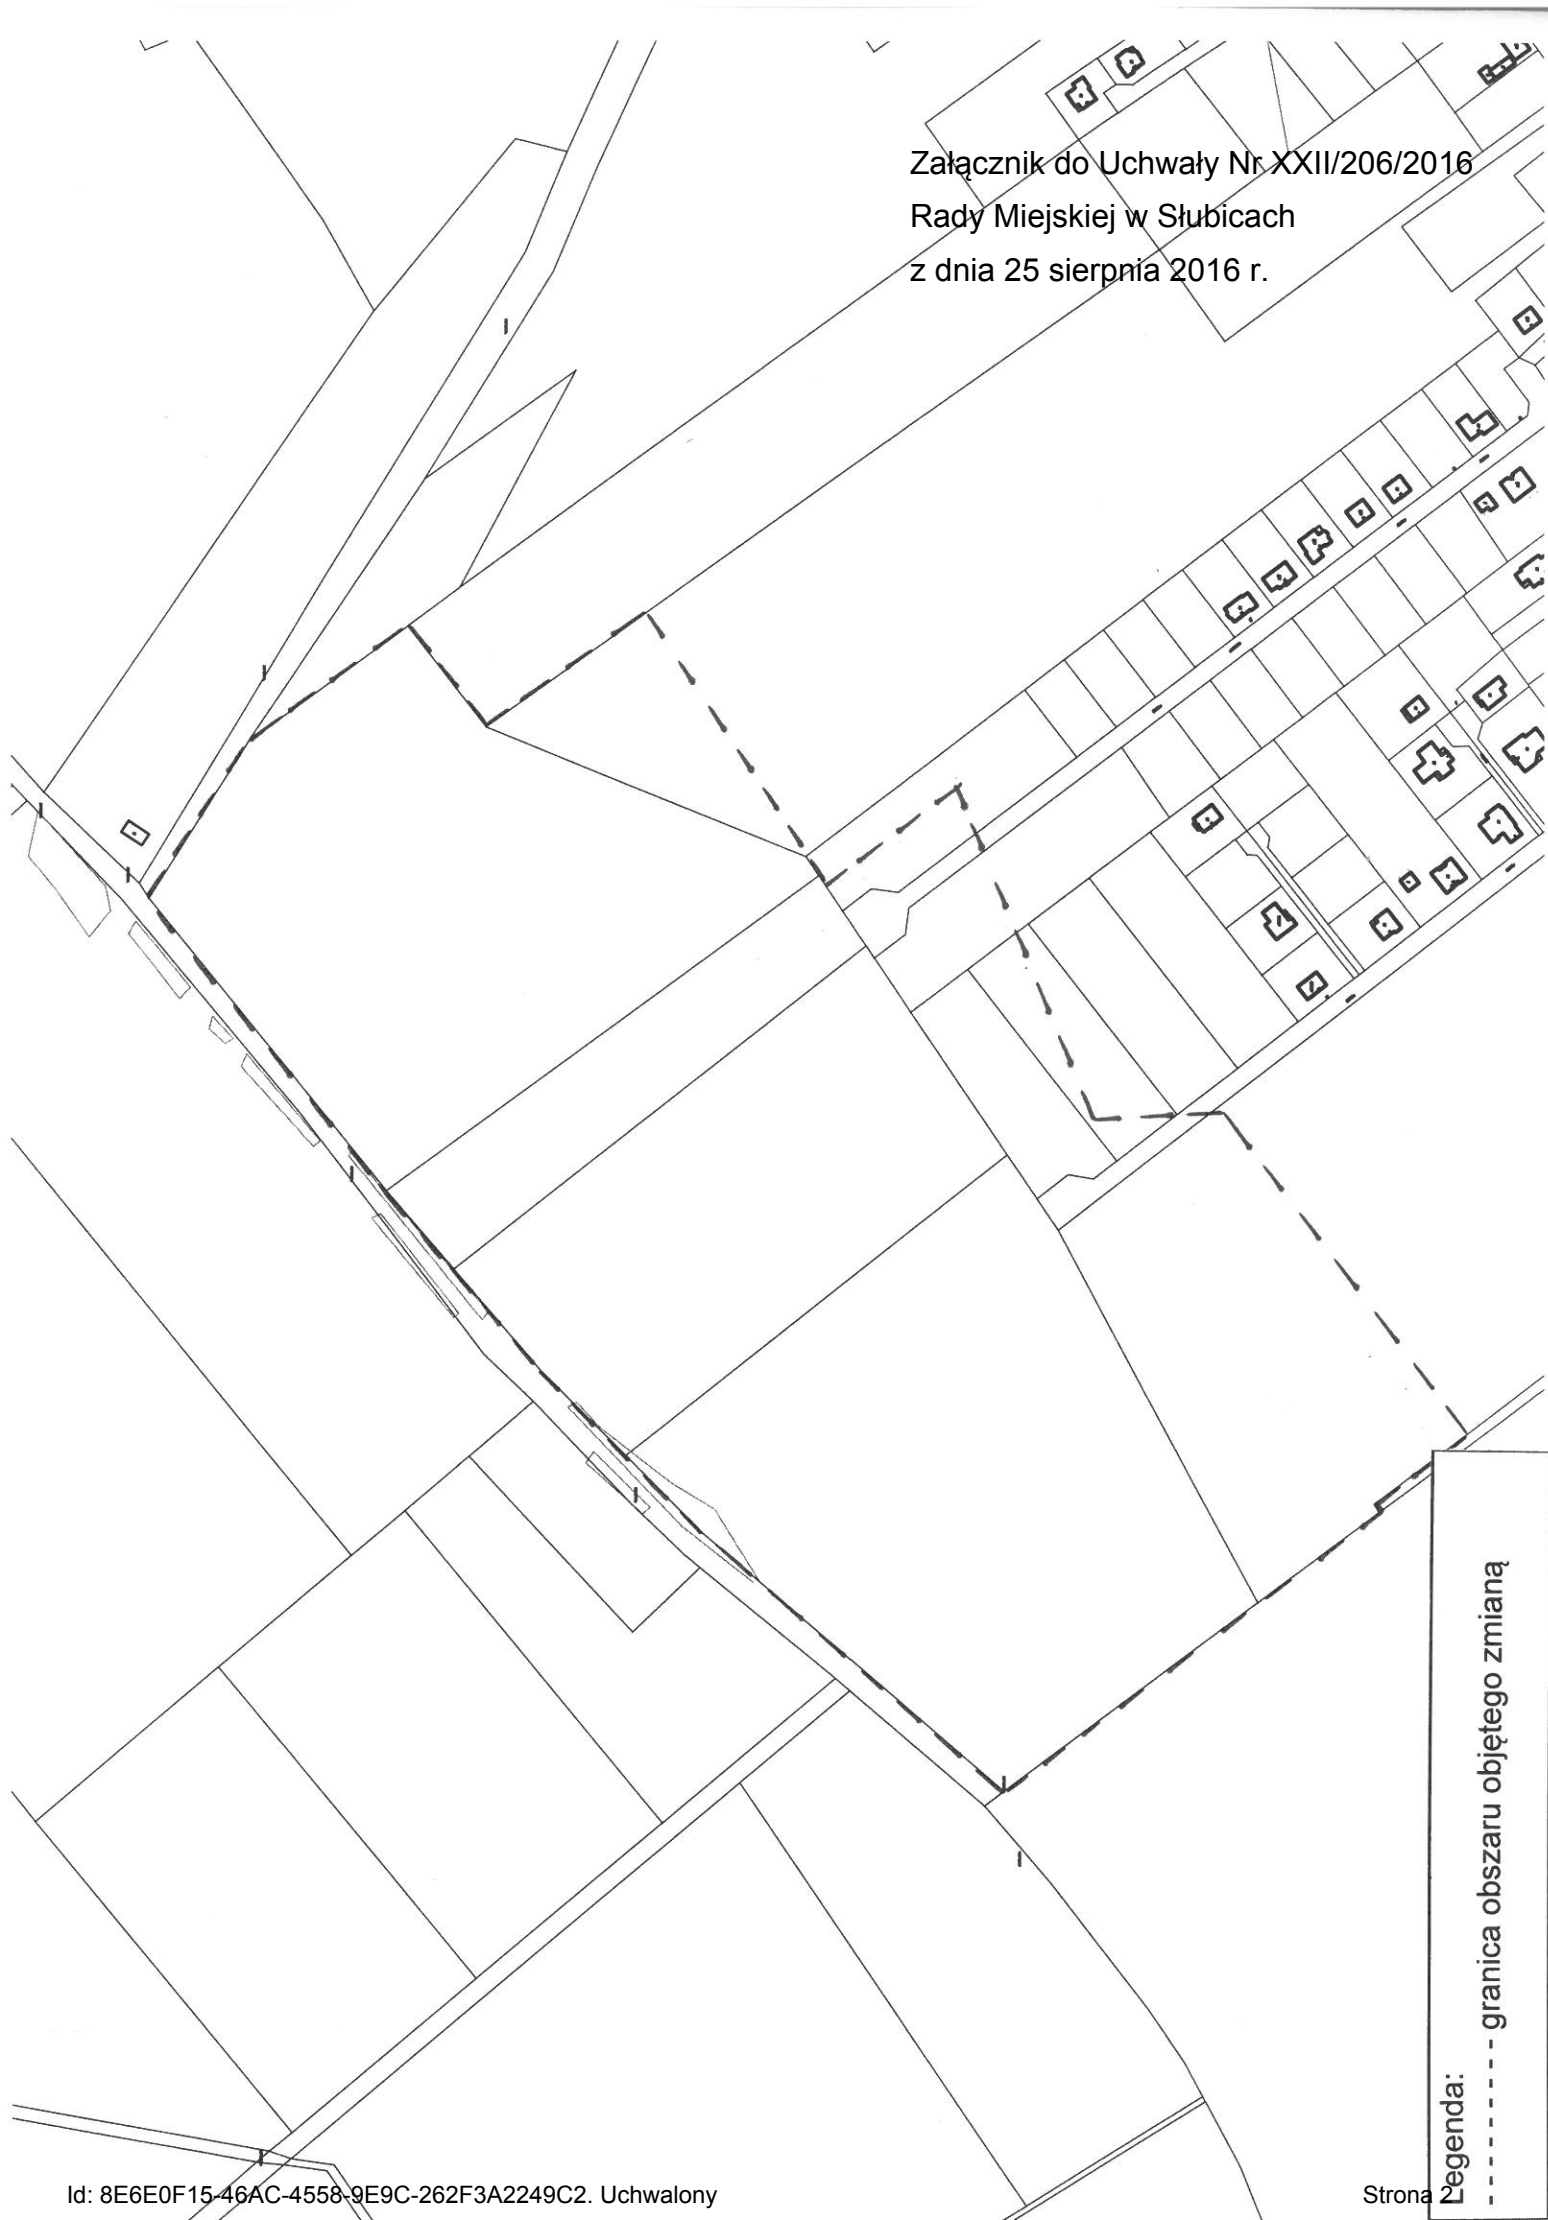 Załącznik do Uchwały Nr XXII/206/2016
Rady Miejskiej w Słubicach
z dnia 25 sierpnia 2016 r.
Legenda:
--------- granica obszaru objętego zmianą
Id: 8E6E0F15-46AC-4558-9E9C-262F3A2249C2. Uchwalony
Strona 2